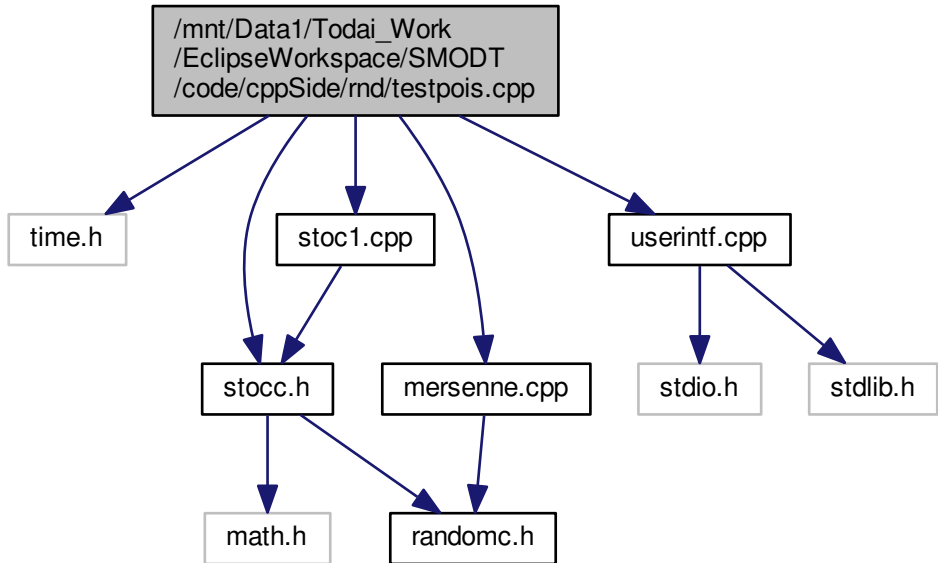 /mnt/Data1/Todai_Work
/EclipseWorkspace/SMODT
/code/cppSide/rnd/testpois.cpp
time.h
stoc1.cpp
userintf.cpp
stocc.h
mersenne.cpp
stdio.h
stdlib.h
math.h
randomc.h